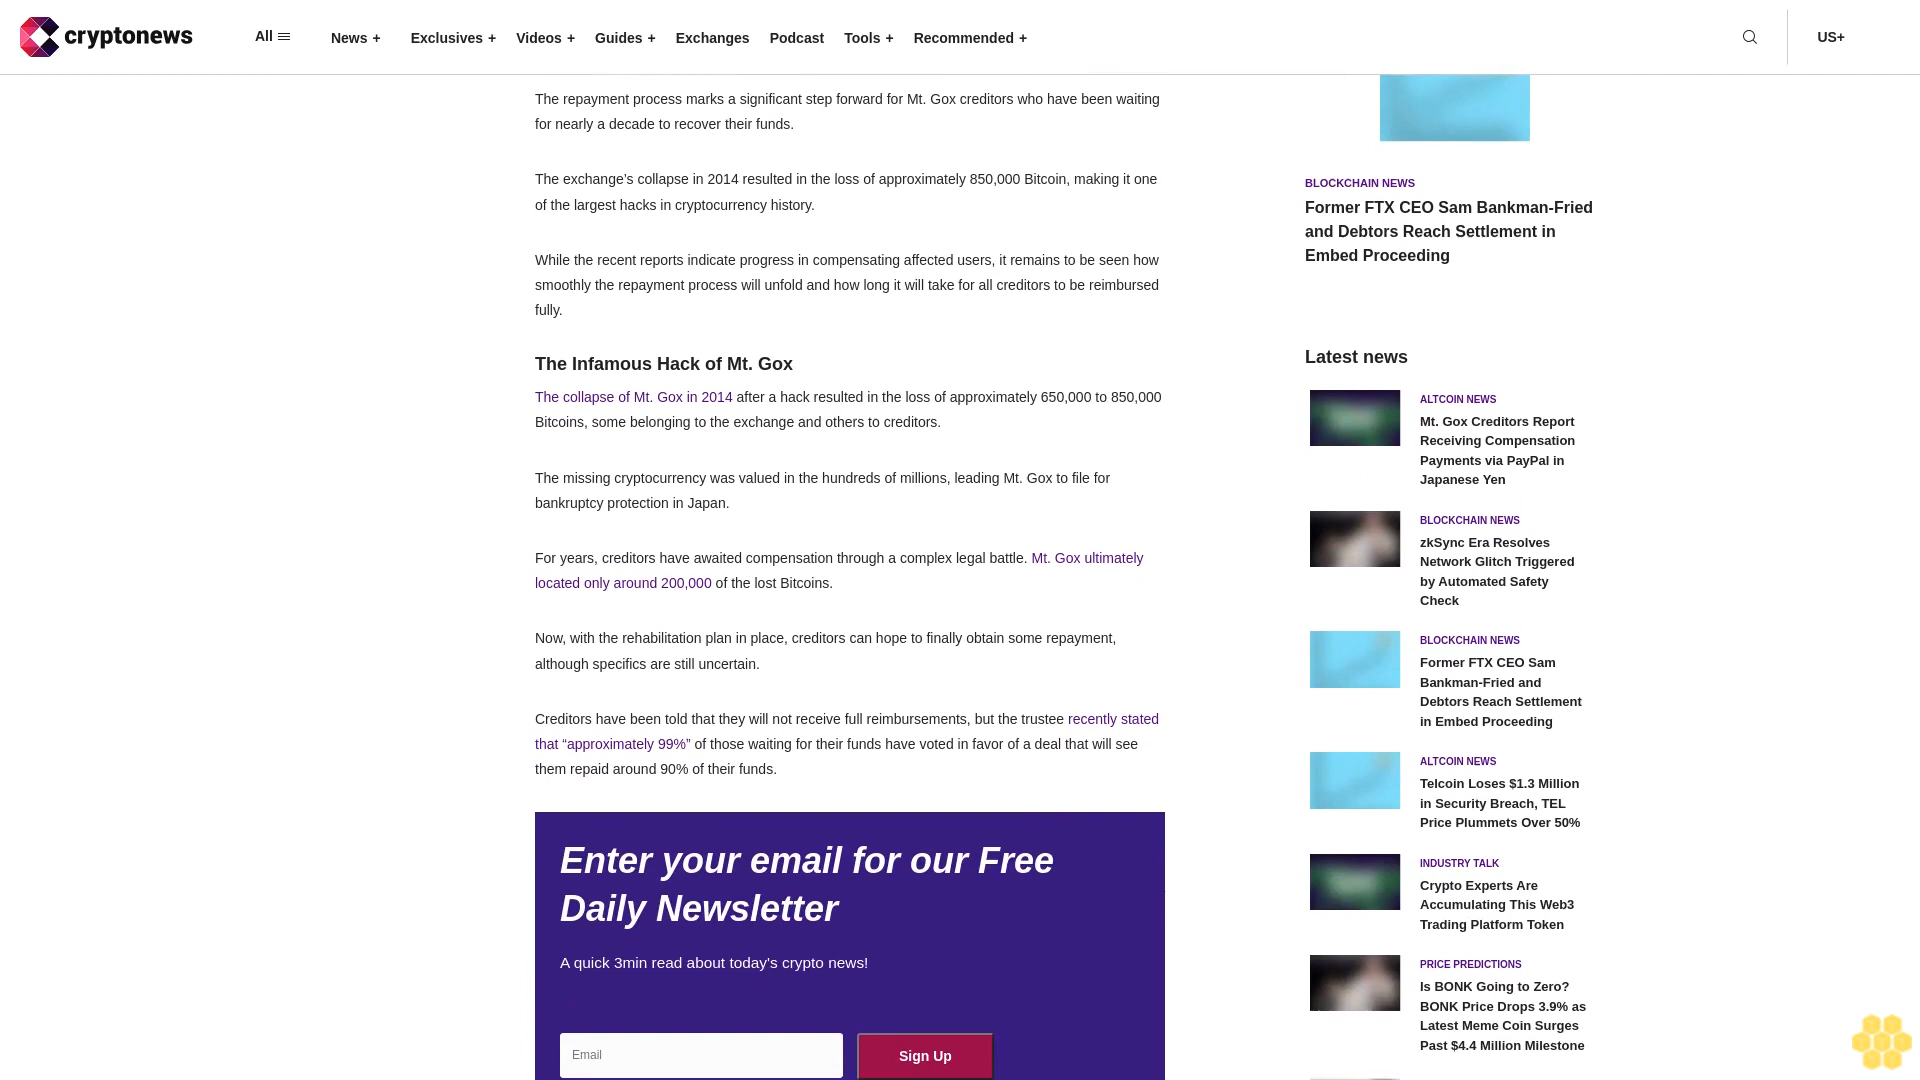 cryptonews
All
News +
Exclusives +
Videos +
Guides +
Exchanges
Podcast
Tools +
Recommended +
US+
The repayment process marks a significant step forward for Mt. Gox creditors who have been waiting
for nearly a decade to recover their funds.
The exchange’s collapse in 2014 resulted in the loss of approximately 850,000 Bitcoin, making it one
of the largest hacks in cryptocurrency history.
While the recent reports indicate progress in compensating affected users, it remains to be seen how
smoothly the repayment process will unfold and how long it will take for all creditors to be reimbursed
fully.
The Infamous Hack of Mt. Gox
The collapse of Mt. Gox in 2014 after a hack resulted in the loss of approximately 650,000 to 850,000
Bitcoins, some belonging to the exchange and others to creditors.
The missing cryptocurrency was valued in the hundreds of millions, leading Mt. Gox to file for
bankruptcy protection in Japan.
For years, creditors have awaited compensation through a complex legal battle. Mt. Gox ultimately
located only around 200,000 of the lost Bitcoins.
Now, with the rehabilitation plan in place, creditors can hope to finally obtain some repayment,
although specifics are still uncertain.
Creditors have been told that they will not receive full reimbursements, but the trustee recently stated
that “approximately 99%” of those waiting for their funds have voted in favor of a deal that will see
them repaid around 90% of their funds.
Enter your email for our Free
Daily Newsletter
A quick 3min read about today's crypto news!
Email
Sign Up
BLOCKCHAIN NEWS
Former FTX CEO Sam Bankman-Fried
and Debtors Reach Settlement in
Embed Proceeding
Latest news
ALTCOIN NEWS
Mt. Gox Creditors Report
Receiving Compensation
Payments via PayPal in
Japanese Yen
BLOCKCHAIN NEWS
zkSync Era Resolves
Network Glitch Triggered
by Automated Safety
Check
BLOCKCHAIN NEWS
Former FTX CEO Sam
Bankman-Fried and
Debtors Reach Settlement
in Embed Proceeding
ALTCOIN NEWS
Telcoin Loses $1.3 Million
in Security Breach, TEL
Price Plummets Over 50%
INDUSTRY TALK
Crypto Experts Are
Accumulating This Web3
Trading Platform Token
PRICE PREDICTIONS
Is BONK Going to Zero?
BONK Price Drops 3.9% as
Latest Meme Coin Surges
Past $4.4 Million Milestone